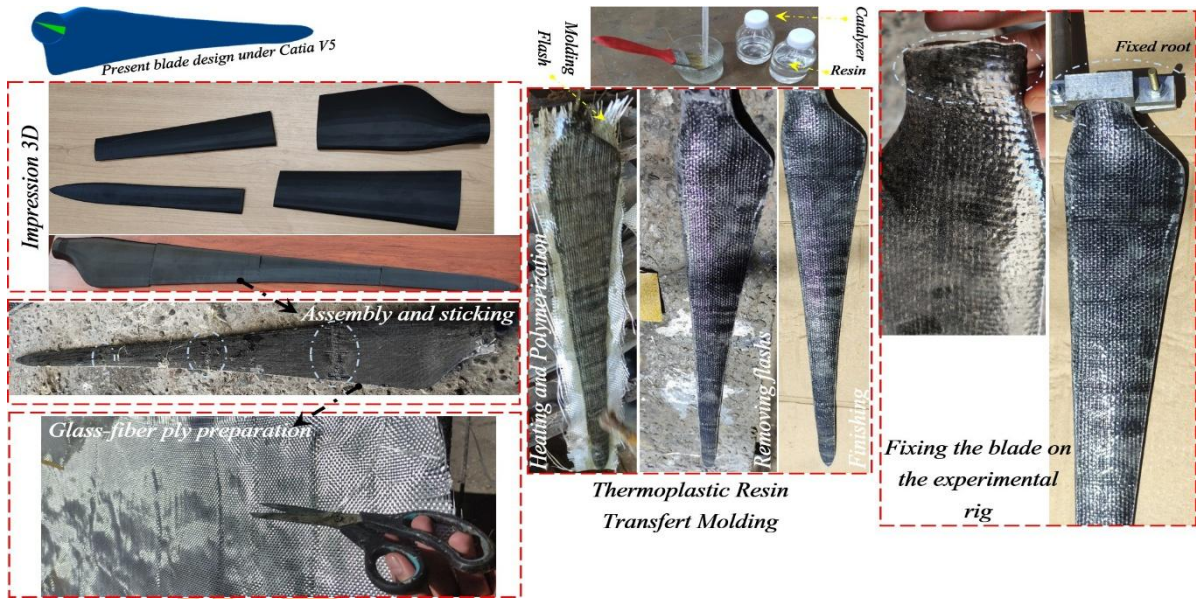 Present blade design under Catia V5
Impression 3D
Assembly and sticking
Glass-fiber ply preparation
Molding
Flash
Catalyzer
Resin
Heating and Polymerization
Removing flashs
Finishing
Thermoplastic Resin
Transfert Molding
Fixed root
Fixing the blade on
the experimental
rig